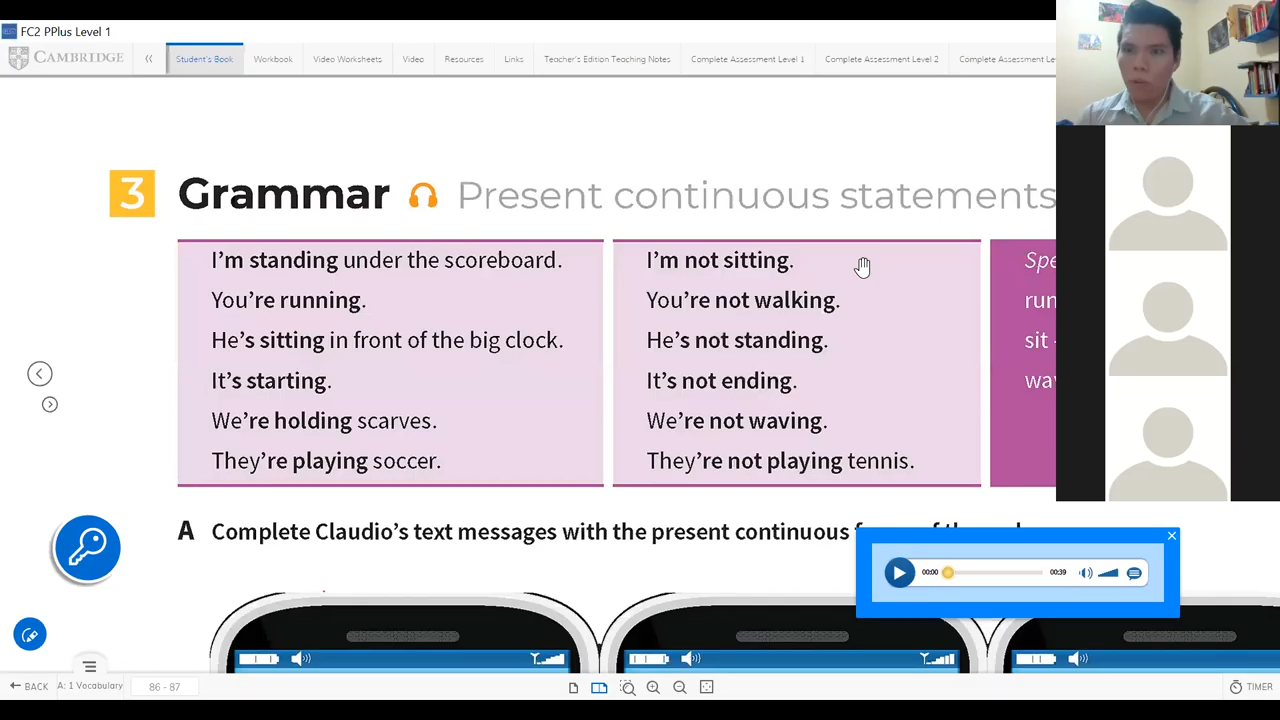 FC2 PPlus Level 1
CAMBRIDGE
Student's Book
Workbook
Video Worksheets
Video
Resources
Links
Teacher's Edition Teaching Notes
Complete Assessment Level 1
Complete Assessment Level 2
Complete Assessment
3 Grammar Present continuous statements
I'm standing under the scoreboard.
You're running.
He's sitting in front of the big clock.
It's starting.
We're holding scarves.
They're playing soccer.
I'm not sitting.
You're not walking.
He's not standing.
It's not ending.
We're not waving.
They're not playing tennis.
sit -
A Complete Claudio's text messages with the present continuous
00:00
00:39
BACK
A: 1 Vocabulary
86 - 87
TIMER